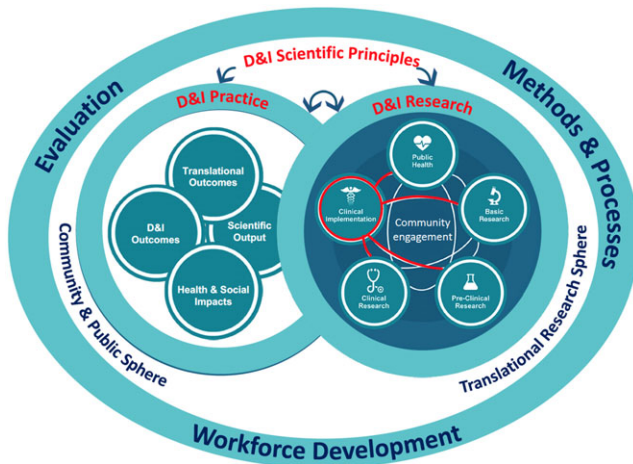 D&I Scientific Principles
Evaluation
Methods & Processes
D&I Practice
D&I Research
Translational
Outcomes
D&I
Outcomes
Scientific
Output
Health & Social
Impacts
Public
Health
Clinical
Implementation
Basic
Research
Community
engagement
Clinical
Research
Pre-Clinical
Research
Community & Public Sphere
Translational Research Sphere
Workforce Development